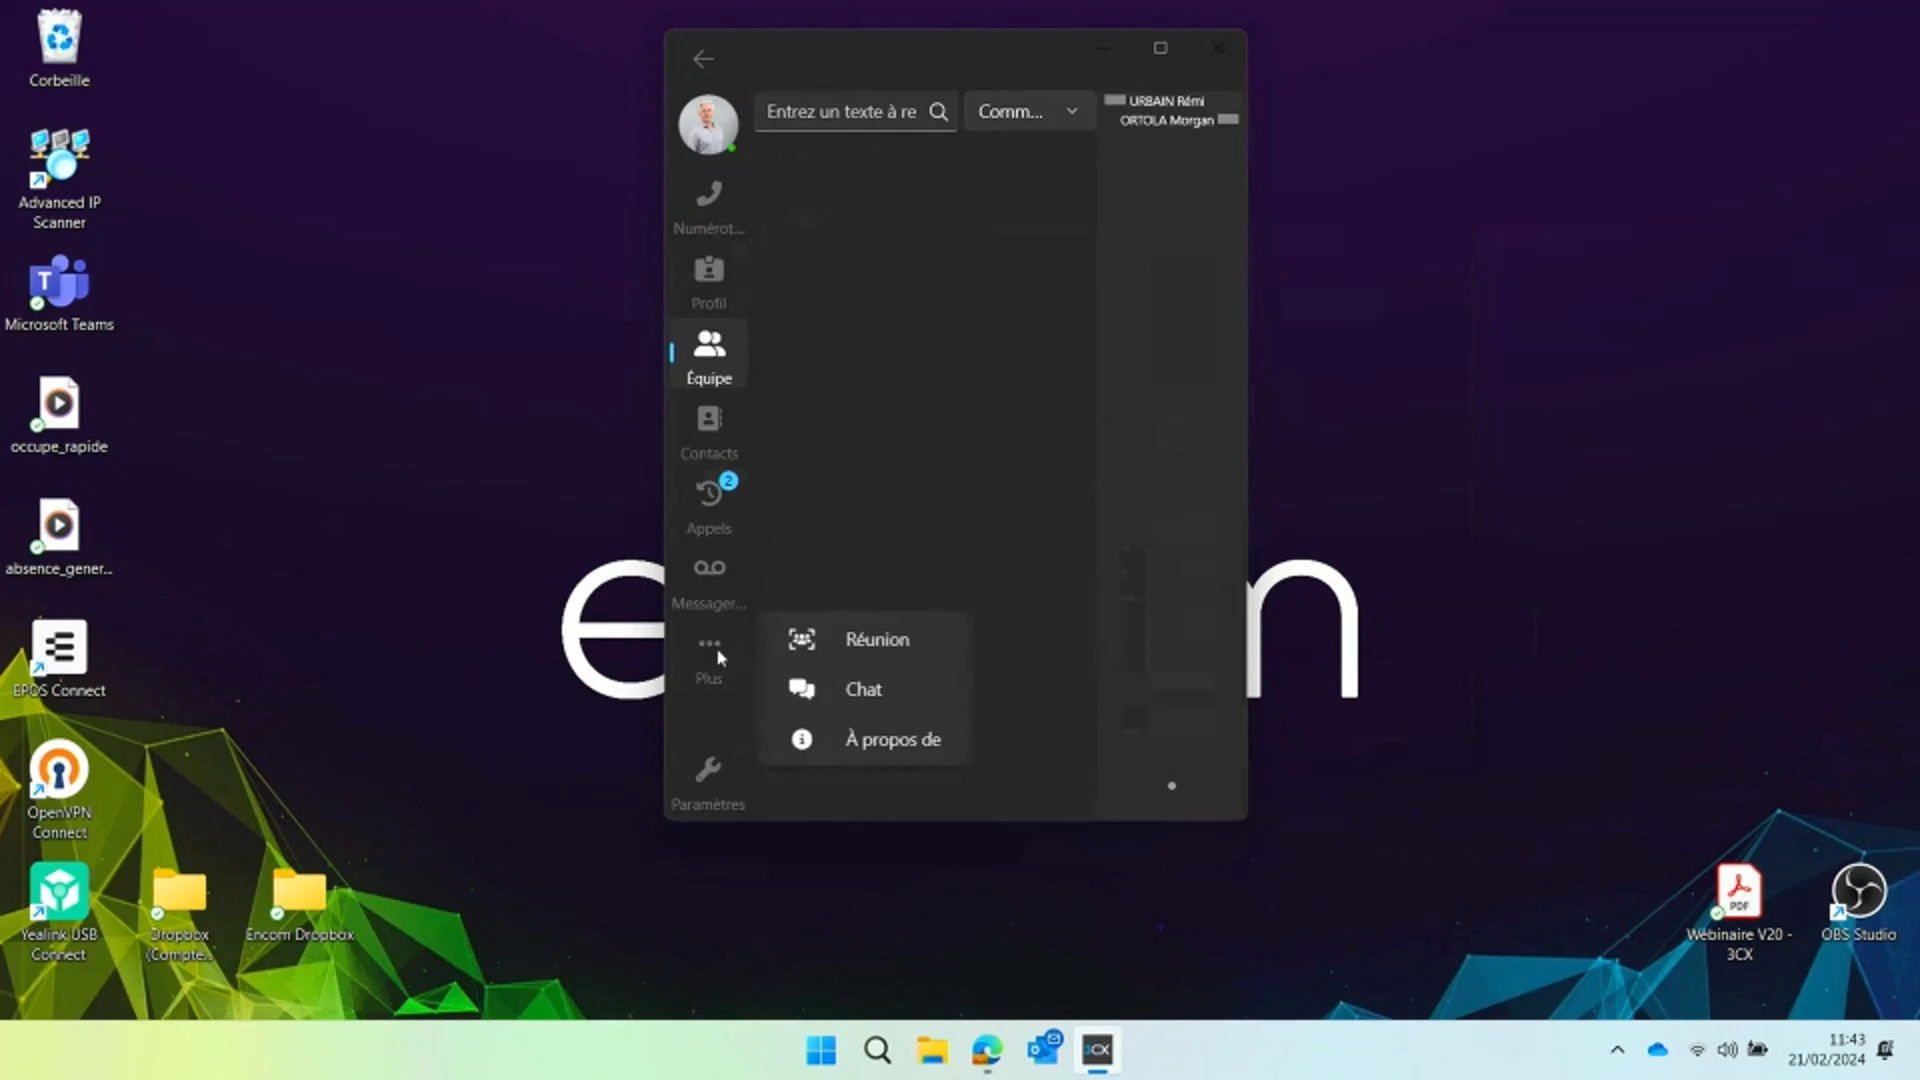 Corbeille
Advanced IP
Scanner
Microsoft Teams
occupe_rapide
absence_gener...
EPOS Connect
OpenVPN
Connect
Yealink USB
Connect
Dropbox
(Compte...
Encom Dropbox
Entrez un texte à re
Comm...
URBAIN Rémi
ORTOLA Morgan
Numérot...
Profil
Équipe
Contacts
2
Appels
Messager...
Plus
Paramètres
Réunion
Chat
À propos de
e
n
PDF
Webinaire V20 -
3CX
OBS Studio
3CX
11:43
21/02/2024